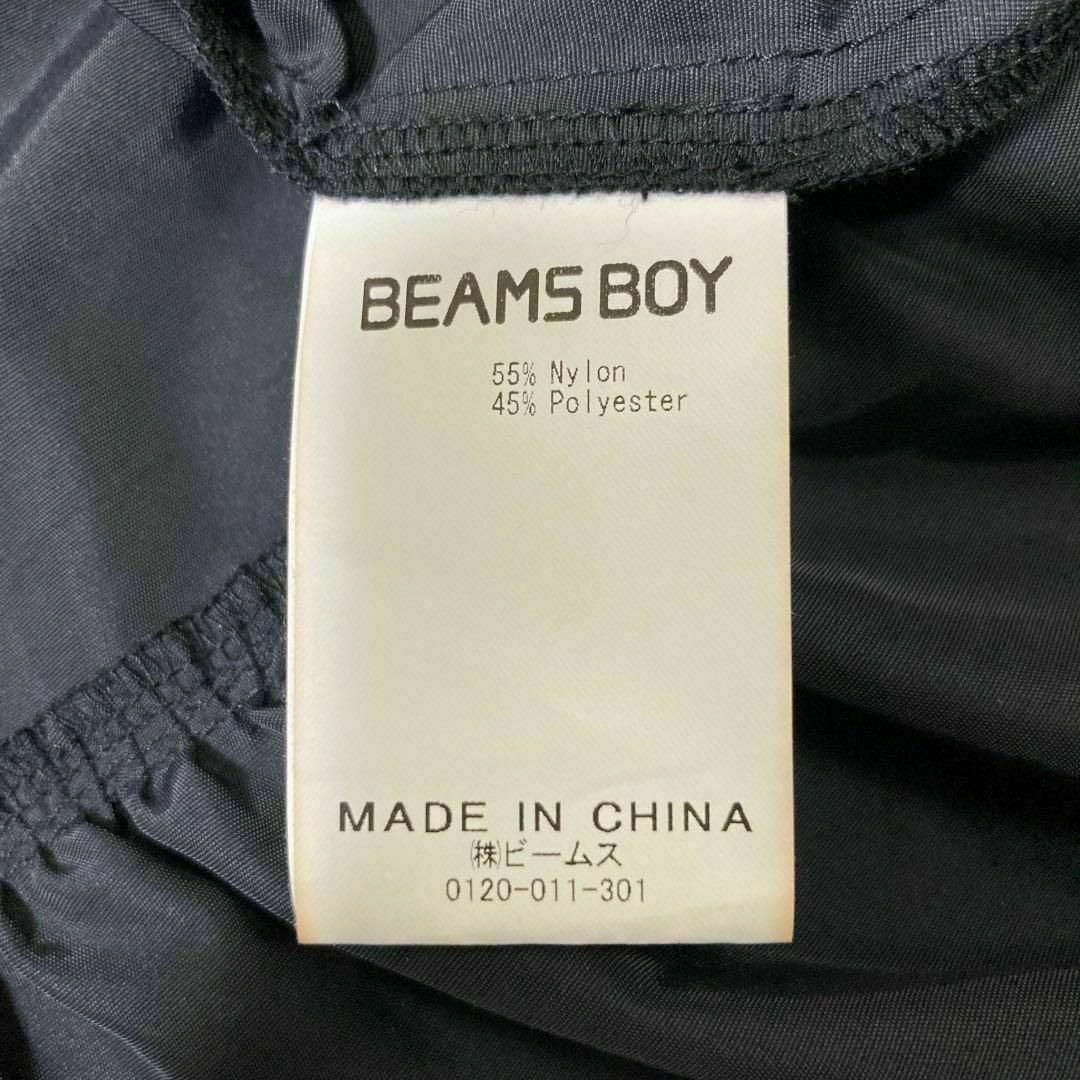 BEAMS BOY
55% Nylon
45% Polyester
MADE IN CHINA
㈱ビームス
0120-011-301